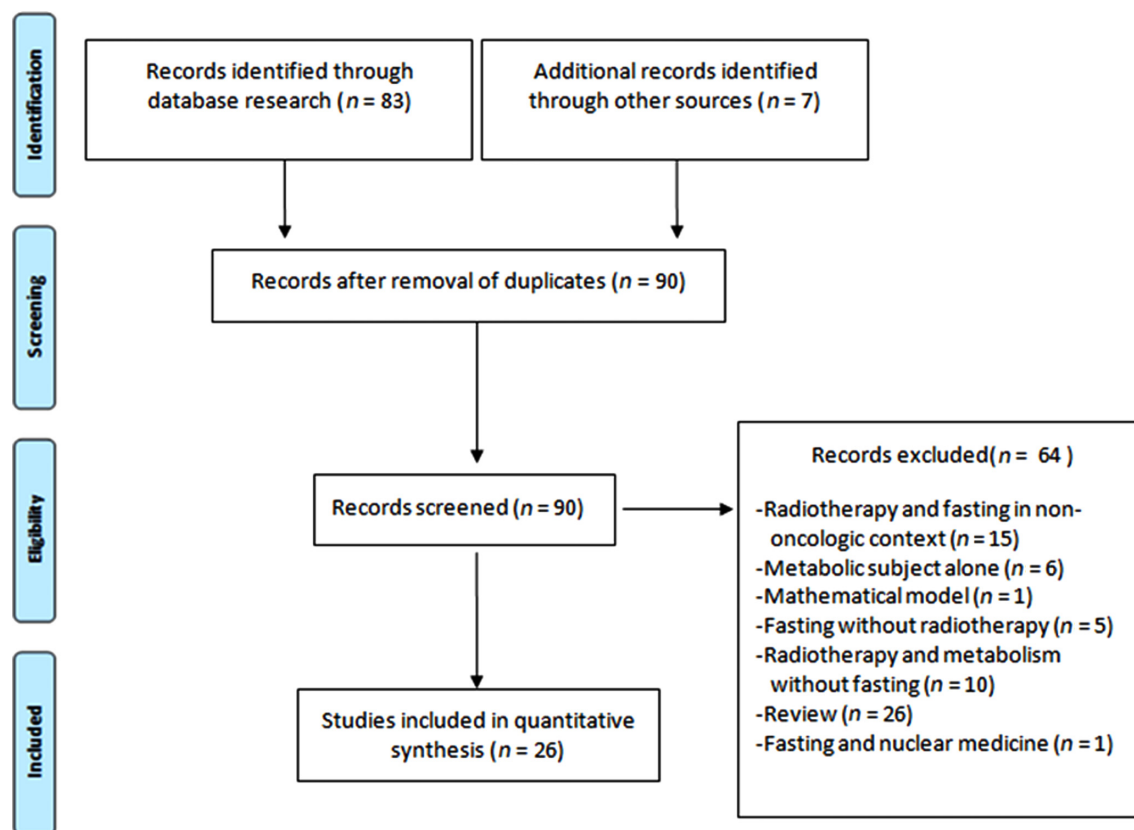 Identification
Records identified through
database research (n = 83)
Additional records identified
through other sources (n = 7)
Screening
Records after removal of duplicates (n = 90)
Eligibility
Records screened (n = 90)
Records excluded(n = 64 )
-Radiotherapy and fasting in non-
oncologic context (n = 15)
-Metabolic subject alone (n = 6)
-Mathematical model (n = 1)
-Fasting without radiotherapy (n = 5)
-Radiotherapy and metabolism
without fasting (n = 10)
-Review (n = 26)
-Fasting and nuclear medicine (n = 1)
Included
Studies included in quantitative
synthesis (n = 26)